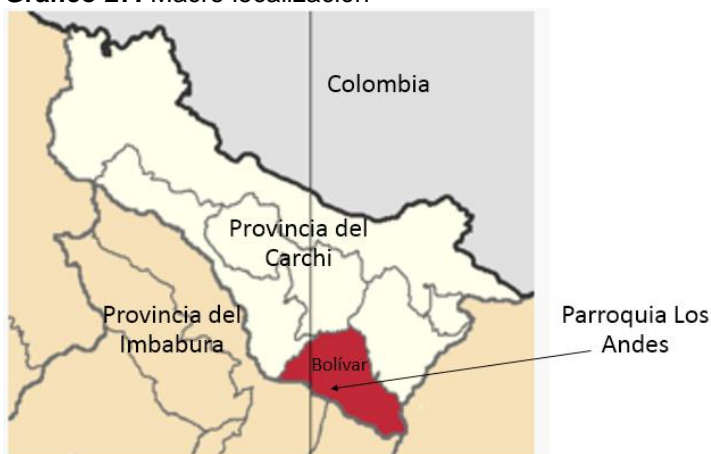 Colombia
Provincia del
Carchi
Provincia del
Imbabura
Parroquia Los
Andes
Bolívar